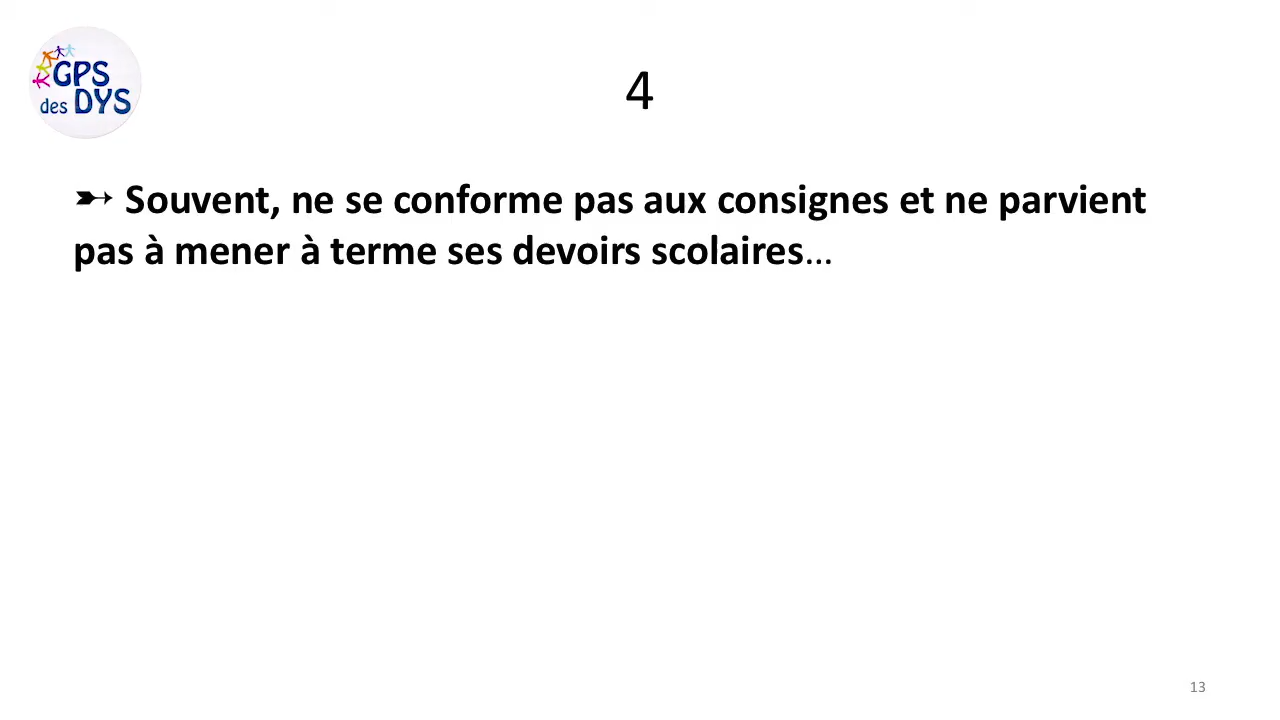 GPS
des DYS
4
➵ Souvent, ne se conforme pas aux consignes et ne parvient
pas à mener à terme ses devoirs scolaires...
13